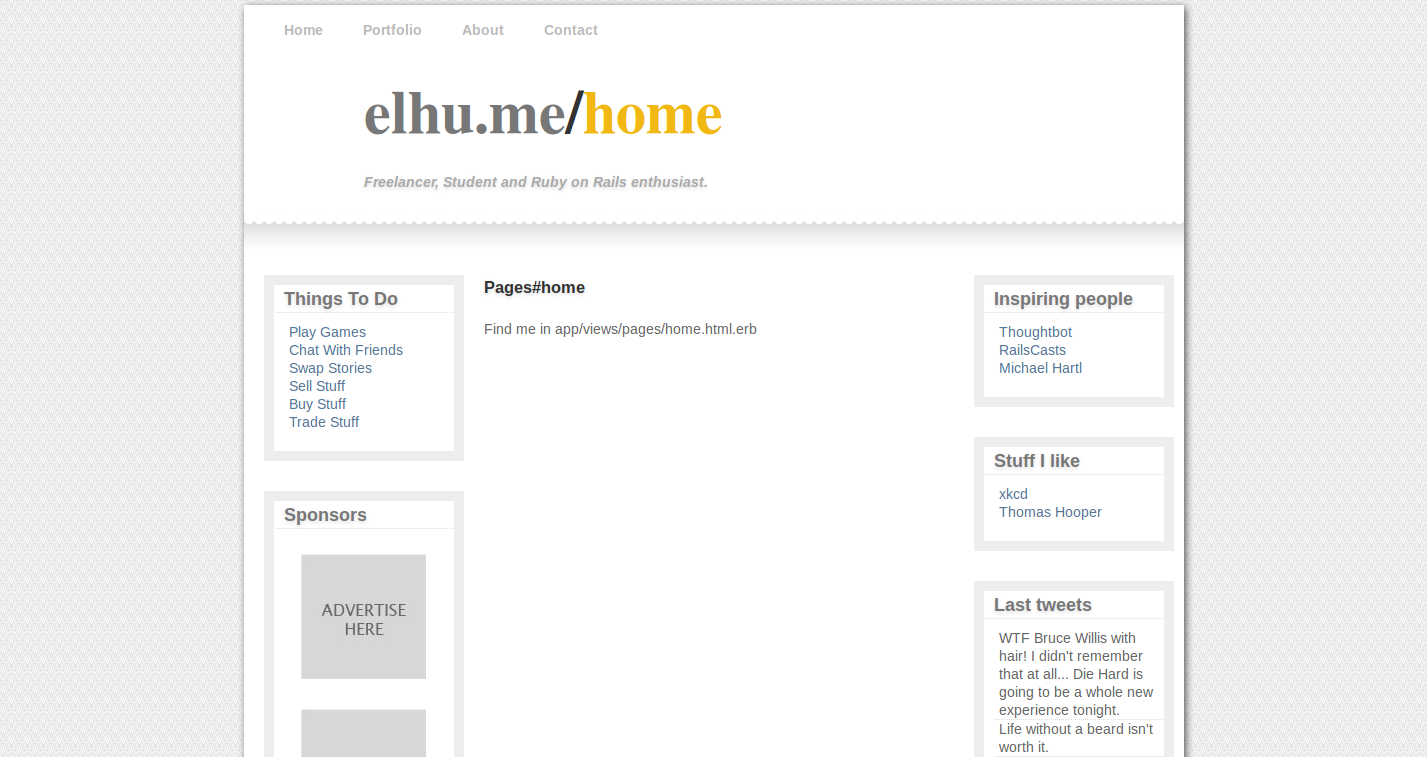 Home Portfolio About Contact
elhu.me/home
Freelancer, Student and Ruby on Rails enthusiast.
Things To Do
Play Games
Chat With Friends
Swap Stories
Sell Stuff
Buy Stuff
Trade Stuff
Sponsors
ADVERTISE
HERE
Pages#home
Find me in app/views/pages/home.html.erb
Inspiring people
Thoughtbot
RailsCasts
Michael Hartl
Stuff I like
xkcd
Thomas Hooper
Last tweets
WTF Bruce Willis with
hair! I didn't remember
that at all... Die Hard is
going to be a whole new
experience tonight.
Life without a beard isn't
worth it.